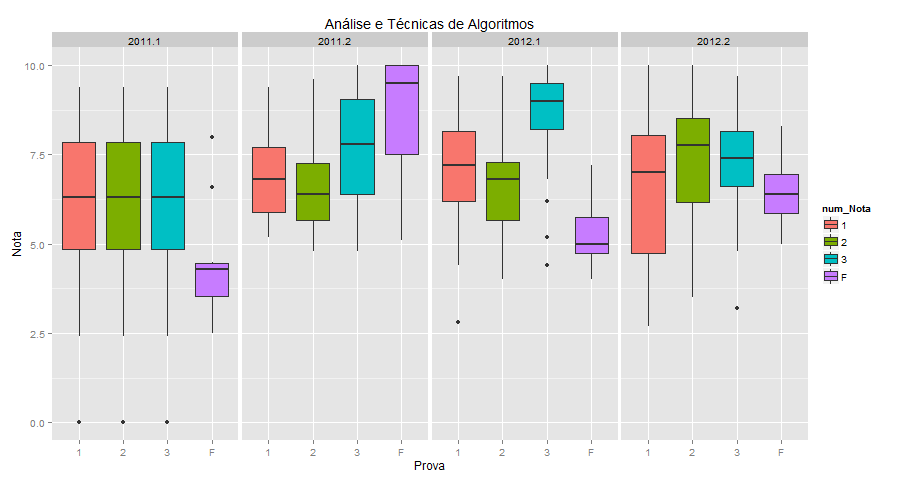 Análise e Técnicas de Algoritmos
2011.1
2011.2
2012.1
2012.2
10.0
7.5
5.0
2.5
0.0
Nota
1 2 3 F
1 2 3 F
1 2 3 F
1 2 3 F
Prova
num_Nota
1
2
3
F